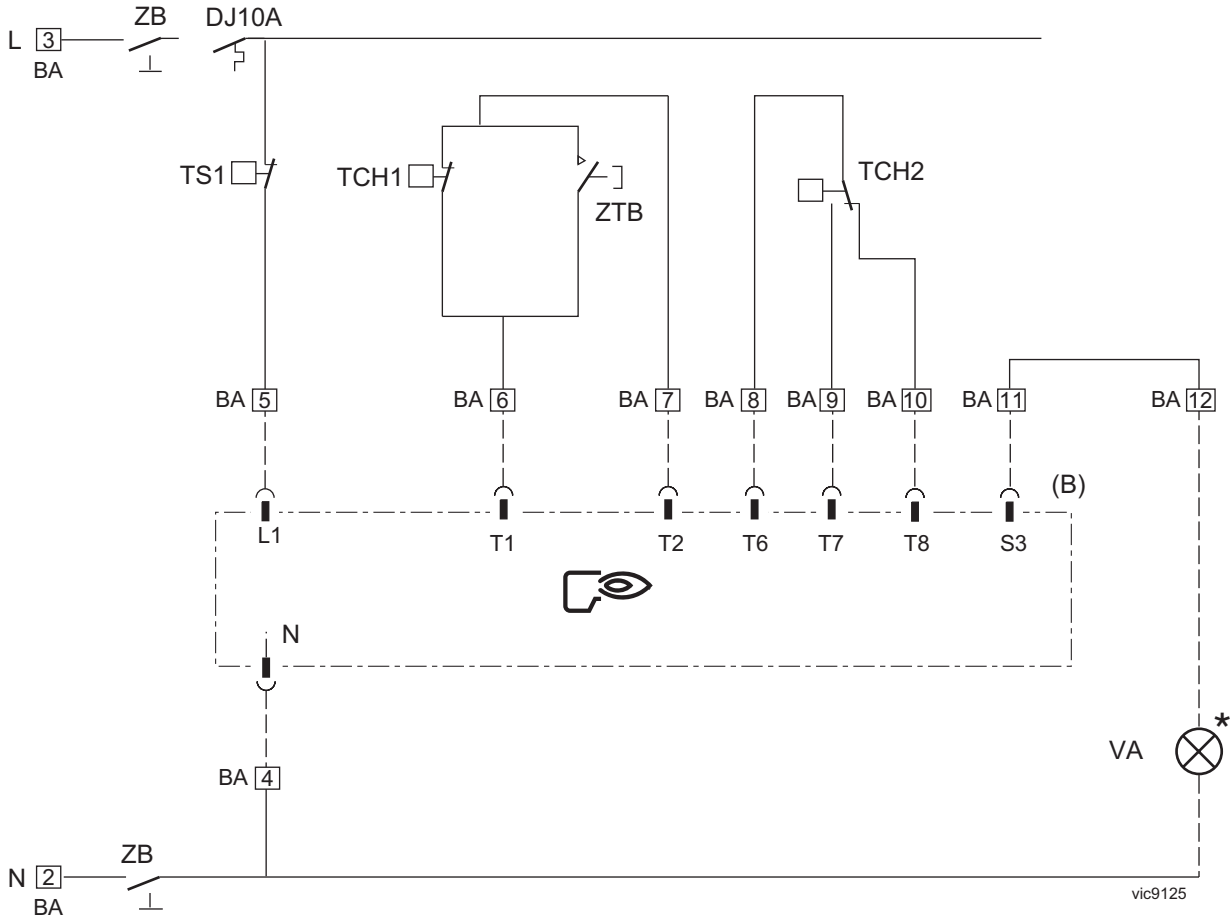 ZB DJ10A
L 3
BA
TS1 TCH1 ZTB TCH2
BA 5 BA 6 BA 7 BA 8 BA 9 BA 10 BA 11 BA 12
(B)
L1 T1 T2 T6 T7 T8 S3
N
VA *
BA 4
ZB
N 2
BA
vic9125